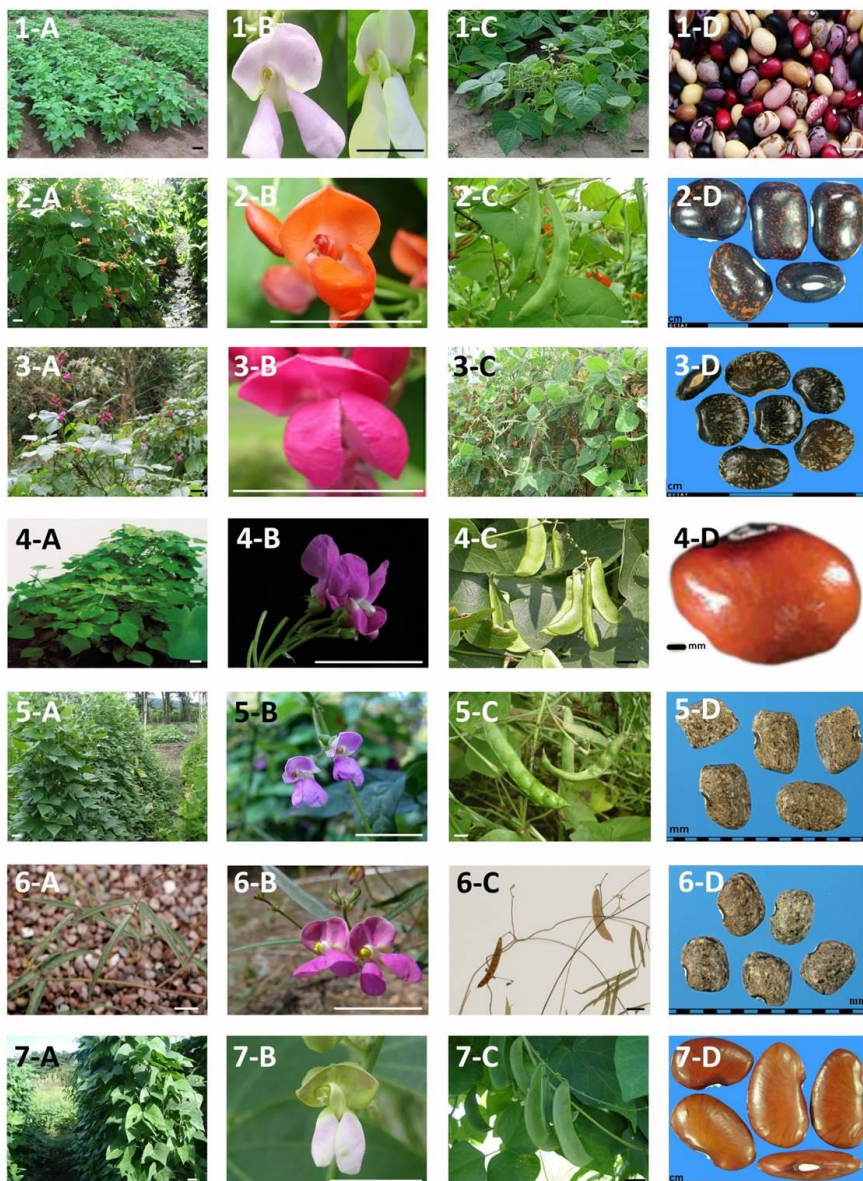 1-A 1-B 1-C 1-D
2-A 2-B 2-C 2-D
cm
3-A 3-B 3-C 3-D
cm
4-A 4-B 4-C 4-D
mm
5-A 5-B 5-C 5-D
mm
6-A 6-B 6-C 6-D
mm
7-A 7-B 7-C 7-D
cm